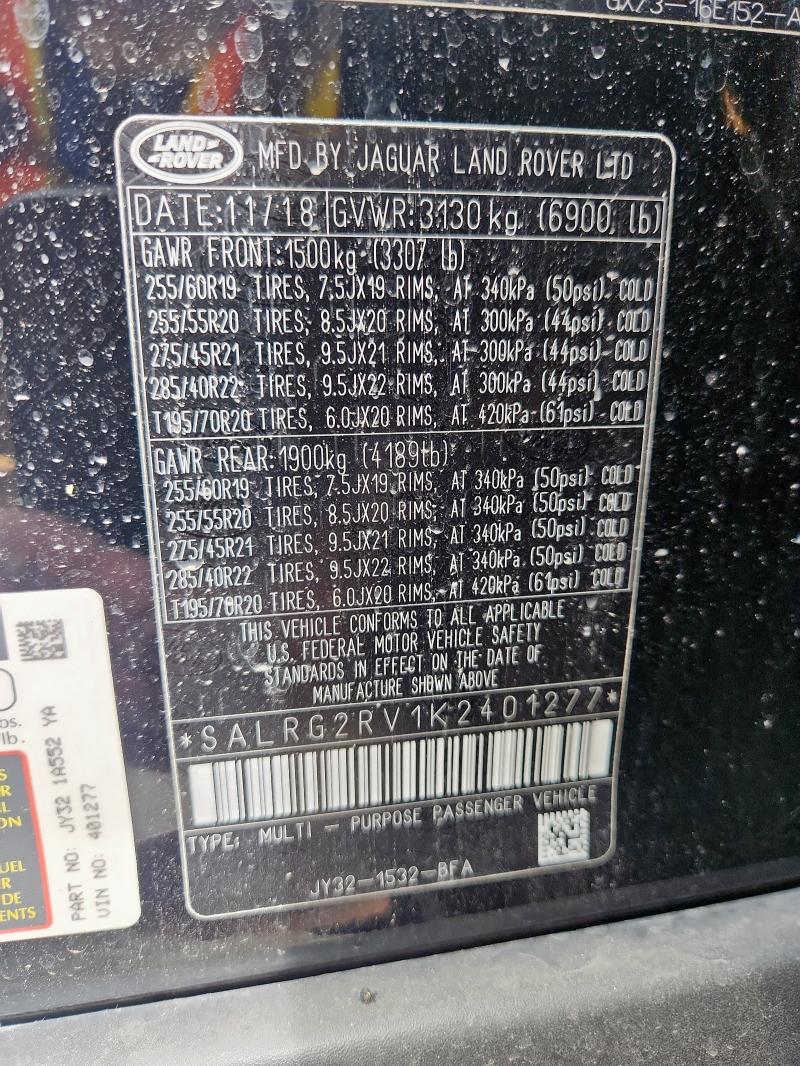 GX73-16E152-A
LAND ROVER
MFD BY JAGUAR LAND ROVER LTD
DATE:11/18 GVWR:3130 kg (6900 lb)
GAWR FRONT:1500kg (3307 lb)
255/60R19 TIRES, 7.5JX19 RIMS, AT 340kPa (50psi) COLD
255/55R20 TIRES, 8.5JX20 RIMS, AT 300kPa (44psi) COLD
275/45R21 TIRES, 9.5JX21 RIMS, AT 300kPa (44psi) COLD
285/40R22 TIRES, 9.5JX22 RIMS, AT 300kPa (44psi) COLD
T195/70R20 TIRES, 6.0JX20 RIMS, AT 420kPa (61psi) COLD
GAWR REAR:1900kg (4189lb)
255/60R19 TIRES, 7.5JX19 RIMS, AT 340kPa (50psi) COLD
255/55R20 TIRES, 8.5JX20 RIMS, AT 340kPa (50psi) COLD
275/45R21 TIRES, 9.5JX21 RIMS, AT 340kPa (50psi) COLD
285/40R22 TIRES, 9.5JX22 RIMS, AT 340kPa (50psi) COLD
T195/70R20 TIRES, 6.0JX20 RIMS, AT 420kPa (61psi) COLD
THIS VEHICLE CONFORMS TO ALL APPLICABLE
U.S. FEDERAL MOTOR VEHICLE SAFETY
STANDARDS IN EFFECT ON THE DATE OF
MANUFACTURE SHOWN ABOVE
*SALRG2RV1K2401277*
TYPE: MULTI - PURPOSE PASSENGER VEHICLE
JY32-1532-BFA
PART NO: JY32 1A552 YA
VIN NO: 401277